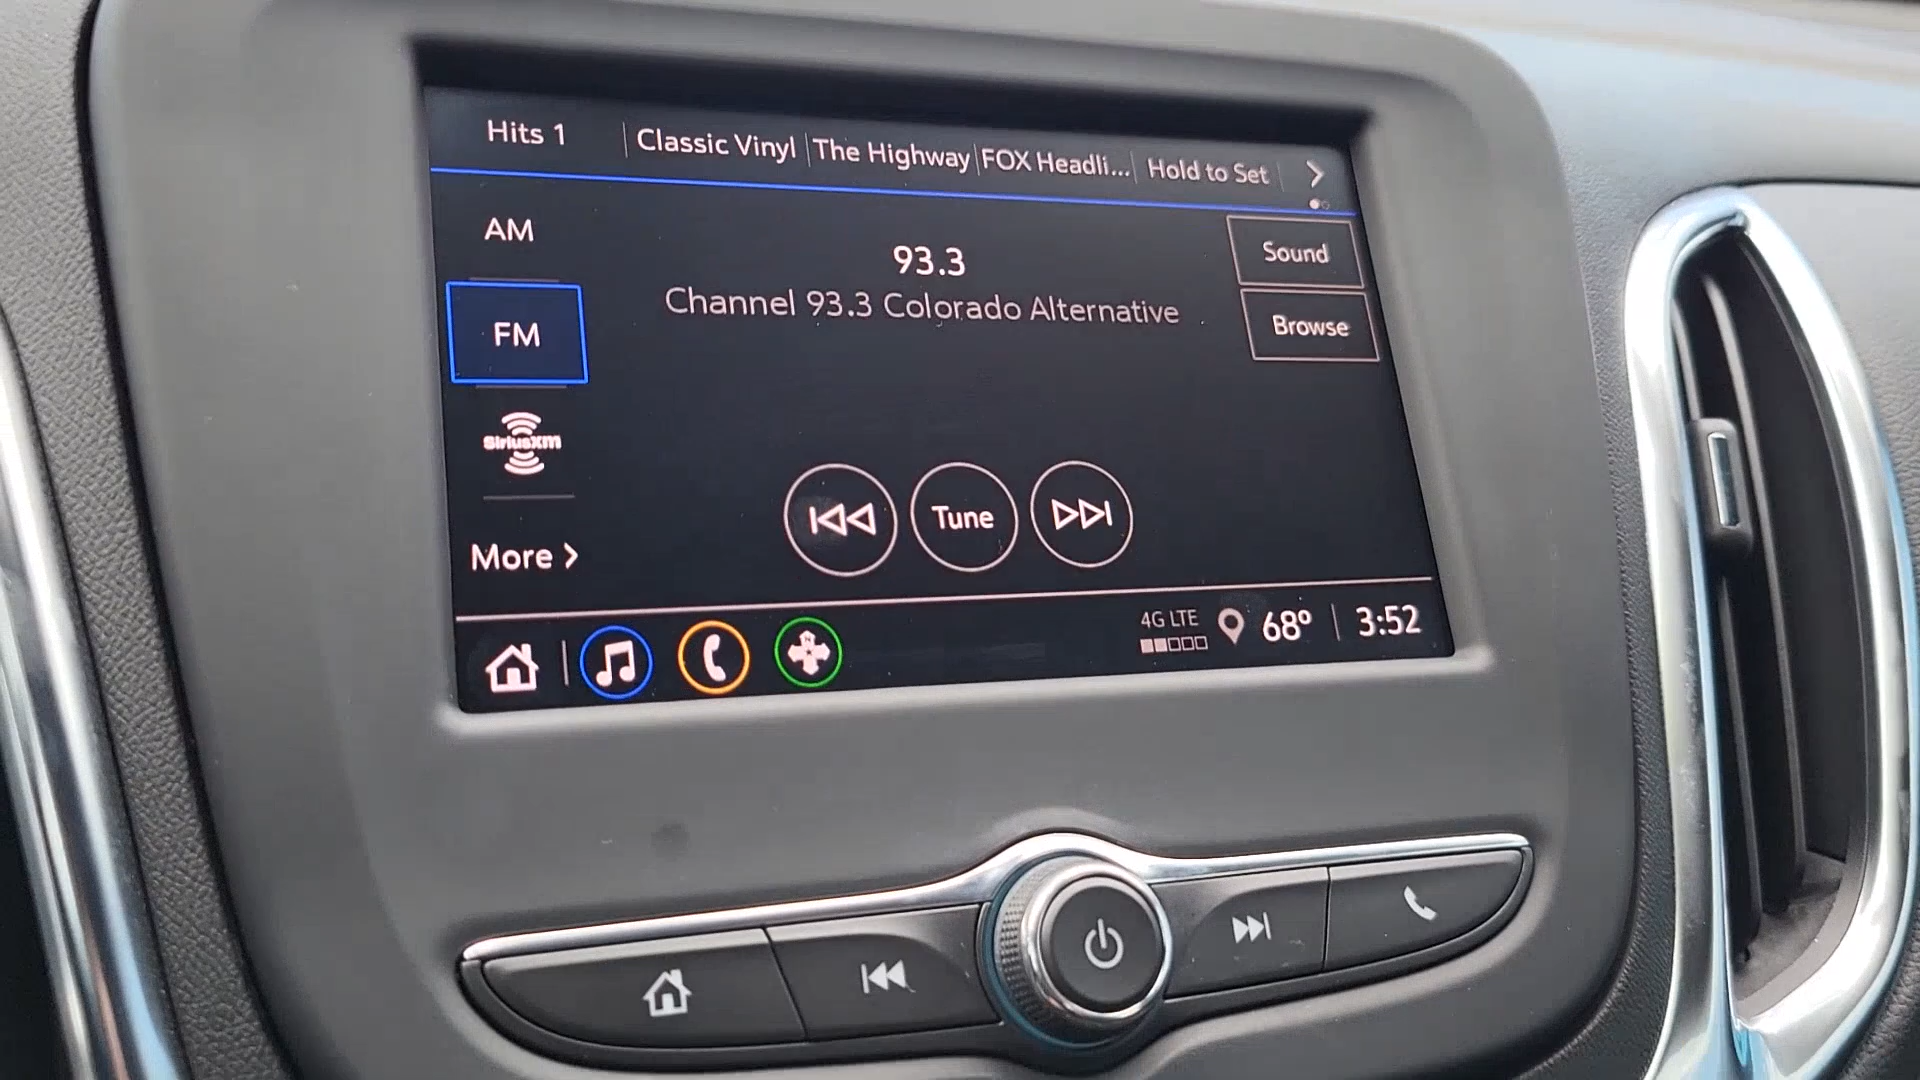 Hits 1
Classic Vinyl
The Highway
FOX Headli...
Hold to Set
AM
93.3
Sound
Channel 93.3 Colorado Alternative
FM
Browse
SiriusXM
Tune
More
4G LTE
68° 3:52
N